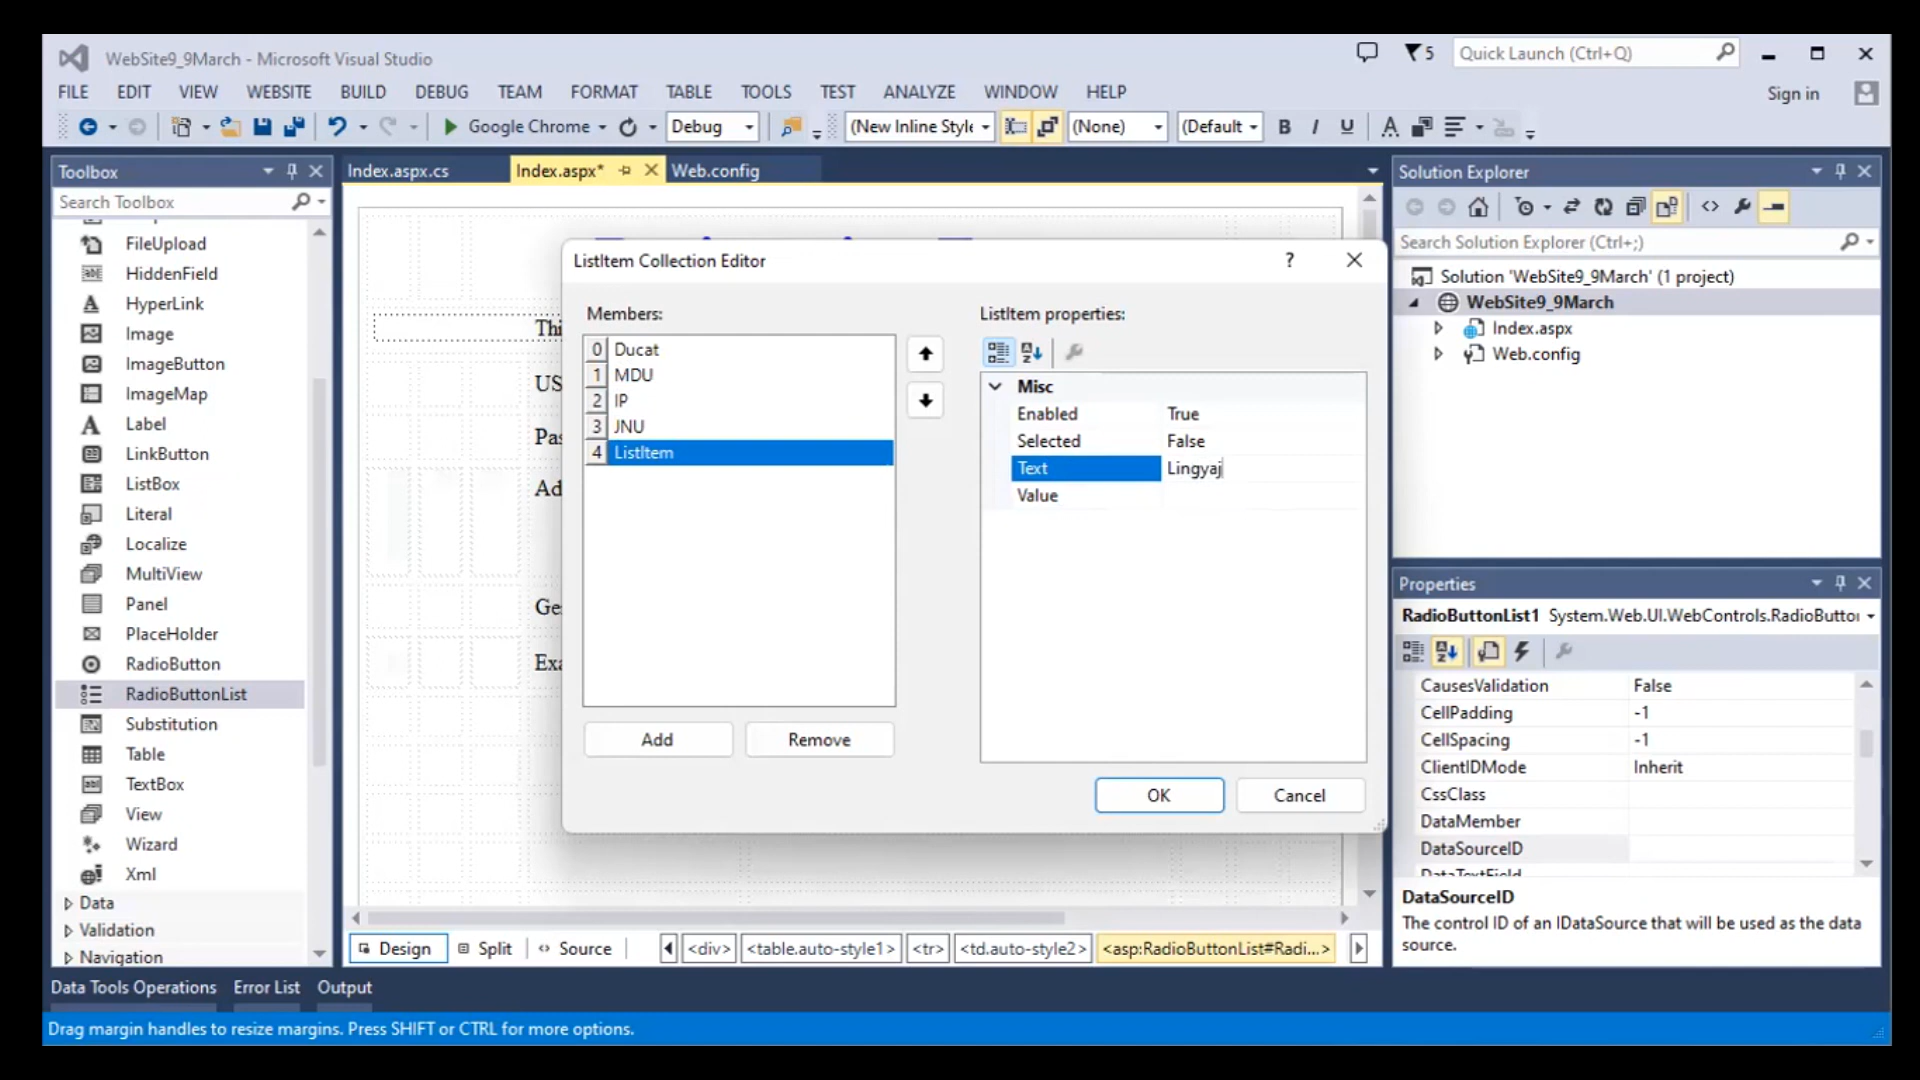 WebSite9_9March - Microsoft Visual Studio
5
Quick Launch (Ctrl+Q)
FILE EDIT VIEW WEBSITE BUILD DEBUG TEAM FORMAT TABLE TOOLS TEST ANALYZE WINDOW HELP
Sign in
Google Chrome
Debug
(New Inline Style
(None)
(Default
B I U A
Toolbox
Search Toolbox
FileUpload
HiddenField
HyperLink
Image
ImageButton
ImageMap
Label
LinkButton
ListBox
Literal
Localize
MultiView
Panel
PlaceHolder
RadioButton
RadioButtonList
Substitution
Table
TextBox
View
Wizard
Xml
Data
Validation
Navigation
Index.aspx.cs
Index.aspx*
Web.config
Thi
US
Pas
Ad
Ge
Exa
ListItem Collection Editor
?
Members:
0 Ducat
1 MDU
2 IP
3 JNU
4 ListItem
Add
Remove
ListItem properties:
Misc
Enabled True
Selected False
Text Lingyaj
Value
OK
Cancel
Design
Split
Source
<div>
<table.auto-style1>
<tr>
<td.auto-style2>
<asp:RadioButtonList#Radi...>
Solution Explorer
Search Solution Explorer (Ctrl+;)
Solution 'WebSite9_9March' (1 project)
WebSite9_9March
Index.aspx
Web.config
Properties
RadioButtonList1 System.Web.UI.WebControls.RadioButtor
CausesValidation False
CellPadding -1
CellSpacing -1
ClientIDMode Inherit
CssClass
DataMember
DataSourceID
DataTextField
DataSourceID
The control ID of an IDataSource that will be used as the data
source.
Data Tools Operations
Error List
Output
Drag margin handles to resize margins. Press SHIFT or CTRL for more options.